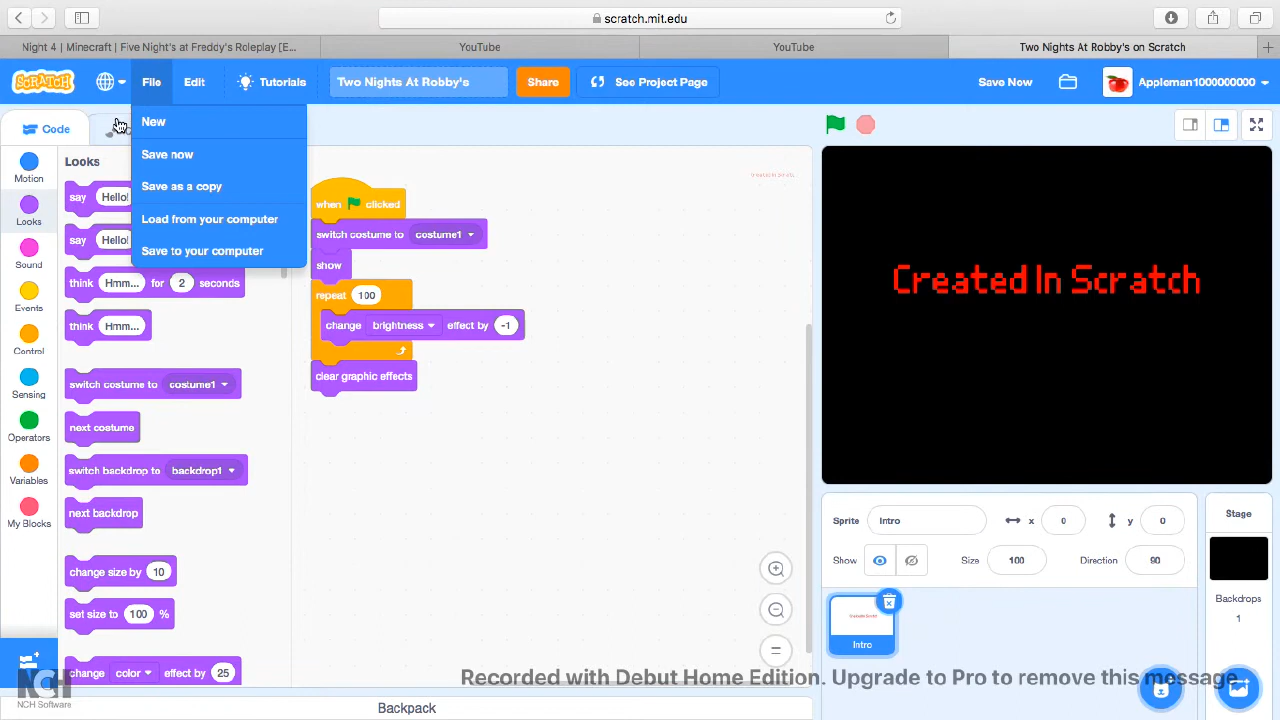 scratch.mit.edu
Night 4 | Minecraft | Five Night's at Freddy's Roleplay [E...
YouTube
YouTube
Two Nights At Robby's on Scratch
SCRATCH
File
Edit
Tutorials
Two Nights At Robby's
Share
See Project Page
Save Now
Appleman1000000000
New
Save now
Save as a copy
Load from your computer
Save to your computer
Code
Motion
Looks
Sound
Events
Control
Sensing
Operators
Variables
My Blocks
Looks
say Hello!
say Hello!
think Hmm... for 2 seconds
think Hmm...
switch costume to costume1
next costume
switch backdrop to backdrop1
next backdrop
change size by 10
set size to 100 %
change color effect by 25
when clicked
switch costume to costume1
show
repeat 100
change brightness effect by -1
clear graphic effects
Created In Scratch
Created In Scratch
Sprite Intro x 0 y 0
Show Size 100 Direction 90
Created In Scratch
Intro
Stage
Backdrops
1
Backpack
Recorded with Debut Home Edition. Upgrade to Pro to remove this message.
NCH
NCH Software